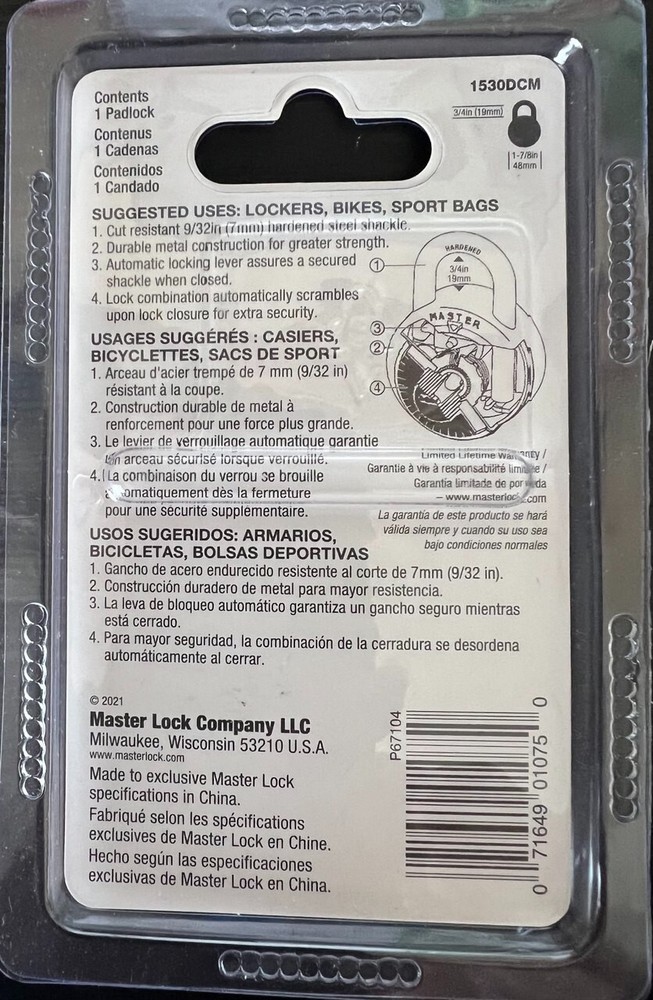 Contents
1 Padlock
Contenus
1 Cadenas
Contenidos
1 Candado
1530DCM
3/4in (19mm)
1-7/8in
48mm
SUGGESTED USES: LOCKERS, BIKES, SPORT BAGS
1. Cut resistant 9/32in (7mm) hardened steel shackle.
2. Durable metal construction for greater strength.
3. Automatic locking lever assures a secured
shackle when closed.
4. Lock combination automatically scrambles
upon lock closure for extra security.
HARDENED
3/4in
19mm
MASTER
1
3
2
4
USAGES SUGGÉRÉS : CASIERS,
BICYCLETTES, SACS DE SPORT
1. Arceau d'acier trempé de 7 mm (9/32 in)
résistant à la coupe.
2. Construction durable de metal à
renforcement pour une force plus grande.
3. Le levier de verrouillage automatique garantie
un arceau sécurisé lorsque verrouillé.
4. La combinaison du verrou se brouille
automatiquement dès la fermeture
pour une sécurité supplémentaire.
Limited Lifetime Warranty /
Garantie à vie à responsabilité limitée /
Garantía limitada de por vida
– www.masterlock.com
La garantía de este producto se hará
válida siempre y cuando su uso sea
bajo condiciones normales
USOS SUGERIDOS: ARMARIOS,
BICICLETAS, BOLSAS DEPORTIVAS
1. Gancho de acero endurecido resistente al corte de 7mm (9/32 in).
2. Construcción duradero de metal para mayor resistencia.
3. La leva de bloqueo automático garantiza un gancho seguro mientras
está cerrado.
4. Para mayor seguridad, la combinación de la cerradura se desordena
automáticamente al cerrar.
© 2021
Master Lock Company LLC
Milwaukee, Wisconsin 53210 U.S.A.
www.masterlock.com
Made to exclusive Master Lock
specifications in China.
Fabriqué selon les spécifications
exclusives de Master Lock en Chine.
Hecho según las especificaciones
exclusivas de Master Lock en China.
P67104
0 71649 01075 0